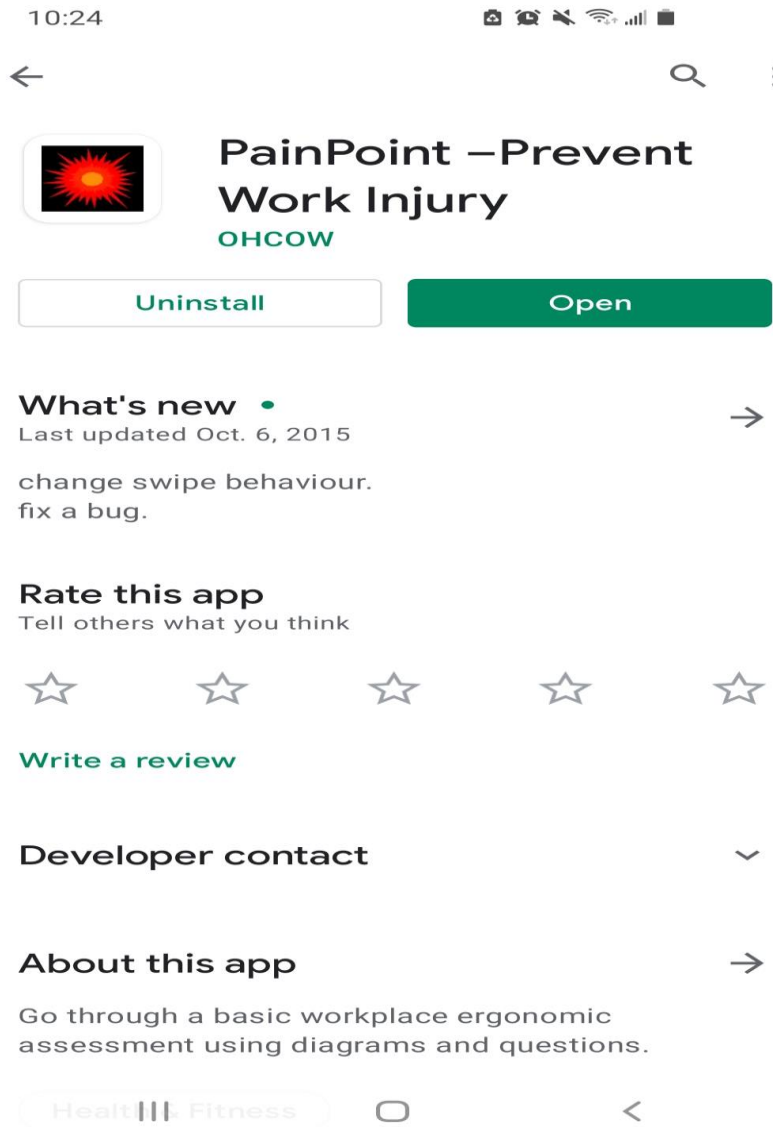 10:24
PainPoint –Prevent
Work Injury
OHCOW
Uninstall
Open
What's new
Last updated Oct. 6, 2015
change swipe behaviour.
fix a bug.
Rate this app
Tell others what you think
Write a review
Developer contact
About this app
Go through a basic workplace ergonomic
assessment using diagrams and questions.
Health & Fitness